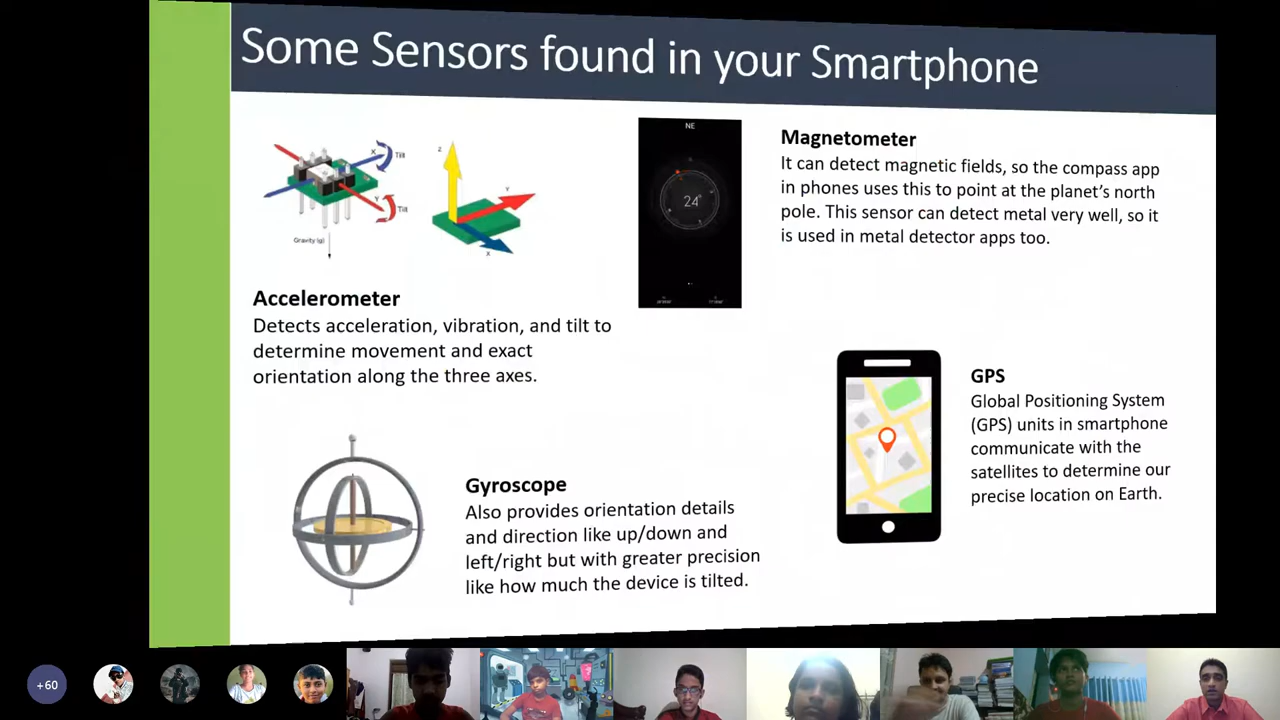 Some Sensors found in your Smartphone
X
Tilt
Y
Tilt
Gravity (g)
Z
Y
X
NE
24°
Magnetometer
It can detect magnetic fields, so the compass app
in phones uses this to point at the planet's north
pole. This sensor can detect metal very well, so it
is used in metal detector apps too.
Accelerometer
Detects acceleration, vibration, and tilt to
determine movement and exact
orientation along the three axes.
GPS
Global Positioning System
(GPS) units in smartphone
communicate with the
satellites to determine our
precise location on Earth.
Gyroscope
Also provides orientation details
and direction like up/down and
left/right but with greater precision
like how much the device is tilted.
+60